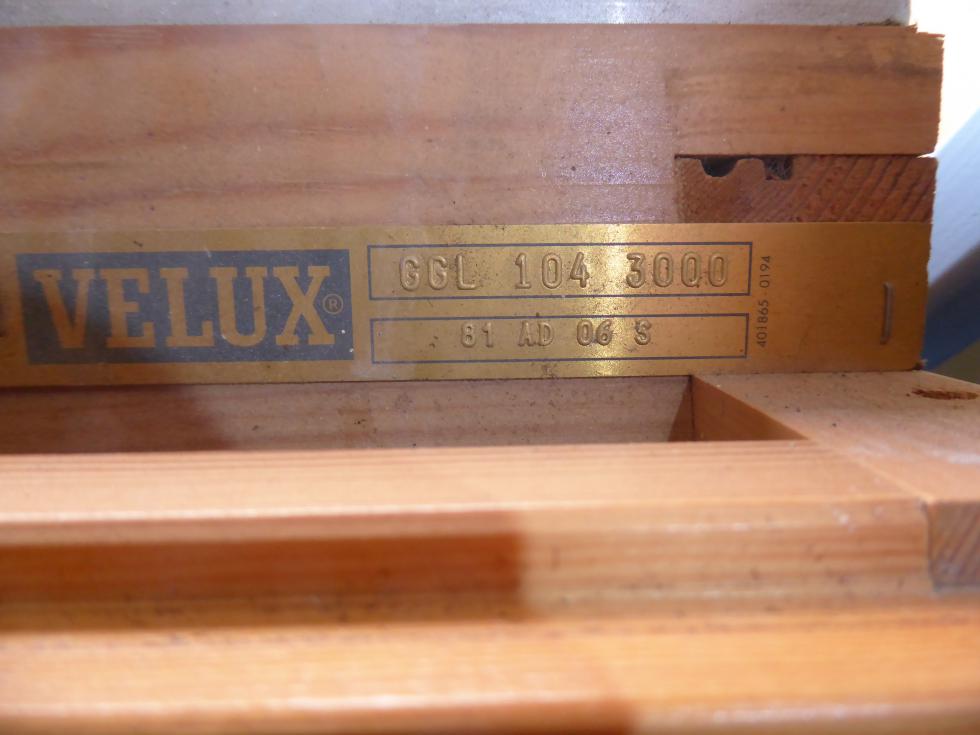 VELUX®
GGL 104 3000
81 AD 06 S
401865-0194